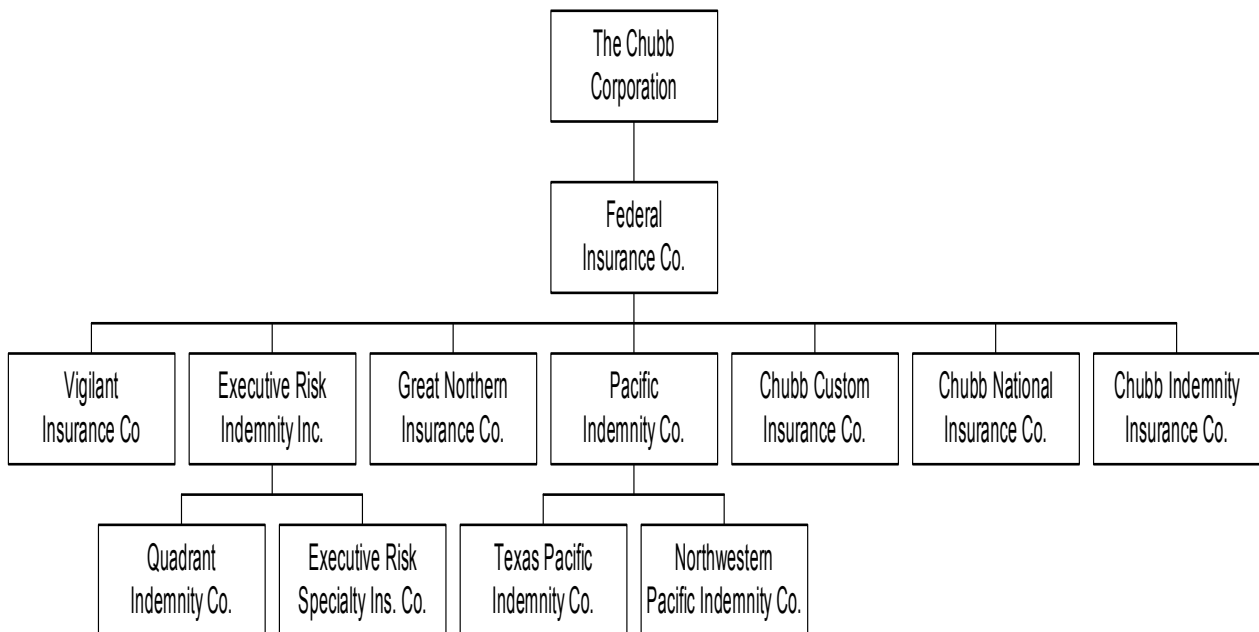 The Chubb
Corporation
Federal
Insurance Co.
Vigilant
Insurance Co
Executive Risk
Indemnity Inc.
Great Northern
Insurance Co.
Pacific
Indemnity Co.
Chubb Custom
Insurance Co.
Chubb National
Insurance Co.
Chubb Indemnity
Insurance Co.
Quadrant
Indemnity Co.
Executive Risk
Specialty Ins. Co.
Texas Pacific
Indemnity Co.
Northwestern
Pacific Indemnity Co.